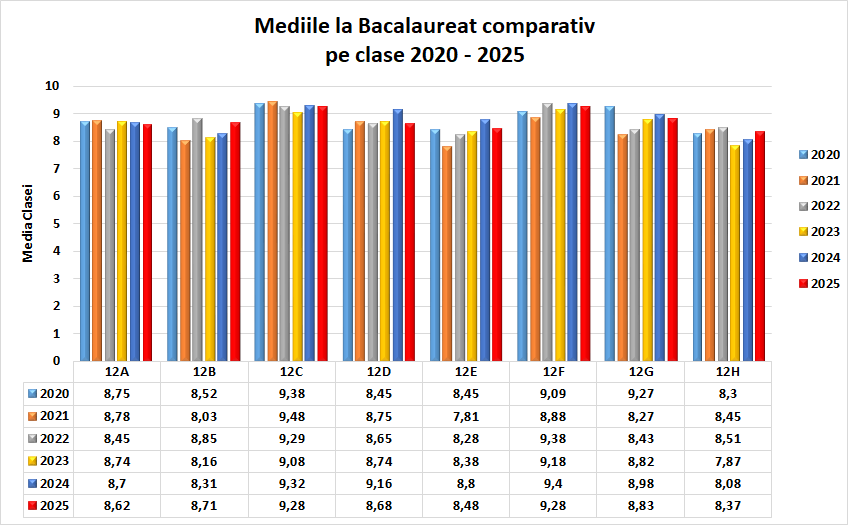 Mediile la Bacalaureat comparativ
pe clase 2020 - 2025
10
9
8
7
6
5
4
3
2
1
0
Media Clasei
2020
2021
2022
2023
2024
2025
12A 12B 12C 12D 12E 12F 12G 12H
2020 8,75 8,52 9,38 8,45 8,45 9,09 9,27 8,3
2021 8,78 8,03 9,48 8,75 7,81 8,88 8,27 8,45
2022 8,45 8,85 9,29 8,65 8,28 9,38 8,43 8,51
2023 8,74 8,16 9,08 8,74 8,38 9,18 8,82 7,87
2024 8,7 8,31 9,32 9,16 8,8 9,4 8,98 8,08
2025 8,62 8,71 9,28 8,68 8,48 9,28 8,83 8,37